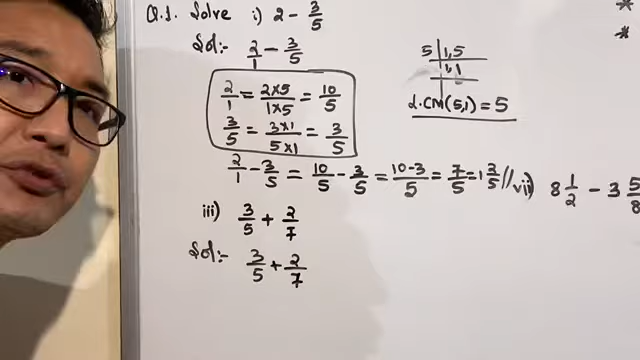 Q.1. Solve i) 2 - 3/5
Sol:- 2/1 - 3/5
5 | 1, 5
1, 1
L.CM(5,1) = 5
2/1 = 2×5/1×5 = 10/5
3/5 = 3×1/5×1 = 3/5
2/1 - 3/5 = 10/5 - 3/5 = 10-3/5 = 7/5 = 1 2/5 //
vii) 8 1/2 - 3 5/8
iii) 3/5 + 2/7
Sol:- 3/5 + 2/7